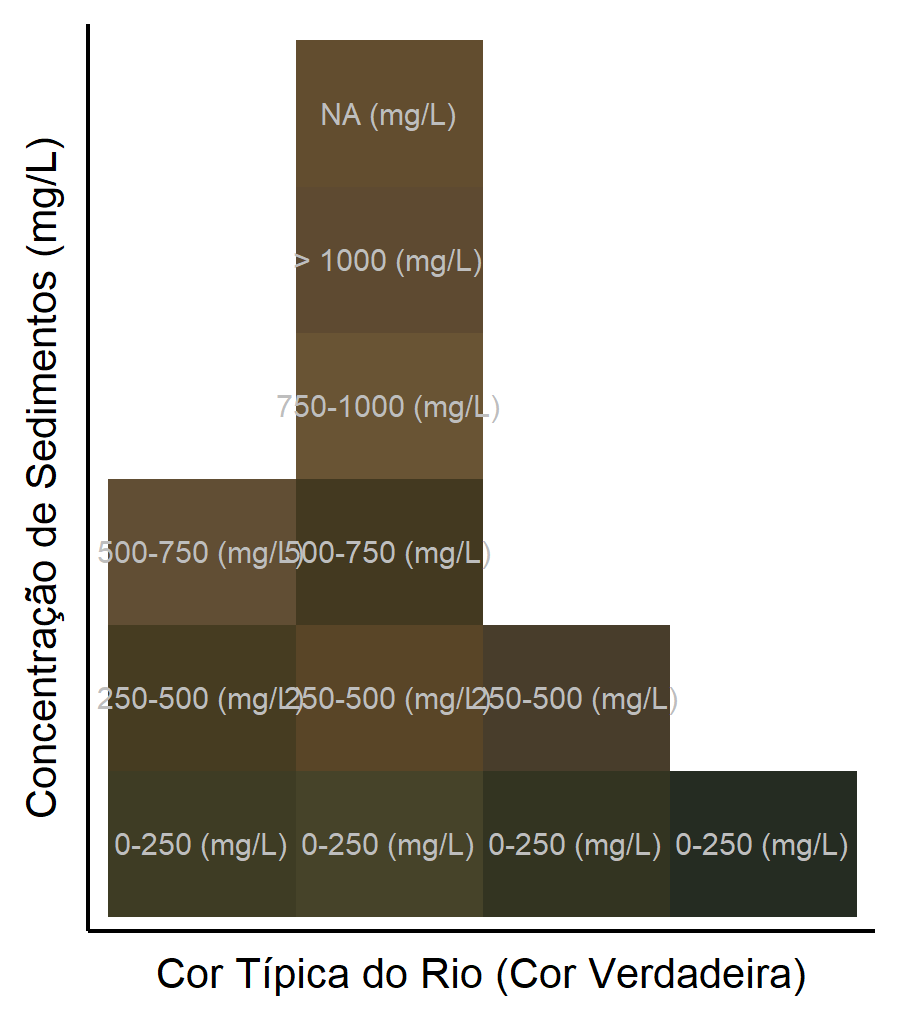 NA (mg/L)
> 1000 (mg/L)
750-1000 (mg/L)
500-750 (mg/L)
500-750 (mg/L)
250-500 (mg/L)
250-500 (mg/L)
250-500 (mg/L)
0-250 (mg/L)
0-250 (mg/L)
0-250 (mg/L)
0-250 (mg/L)
Concentração de Sedimentos (mg/L)
Cor Típica do Rio (Cor Verdadeira)